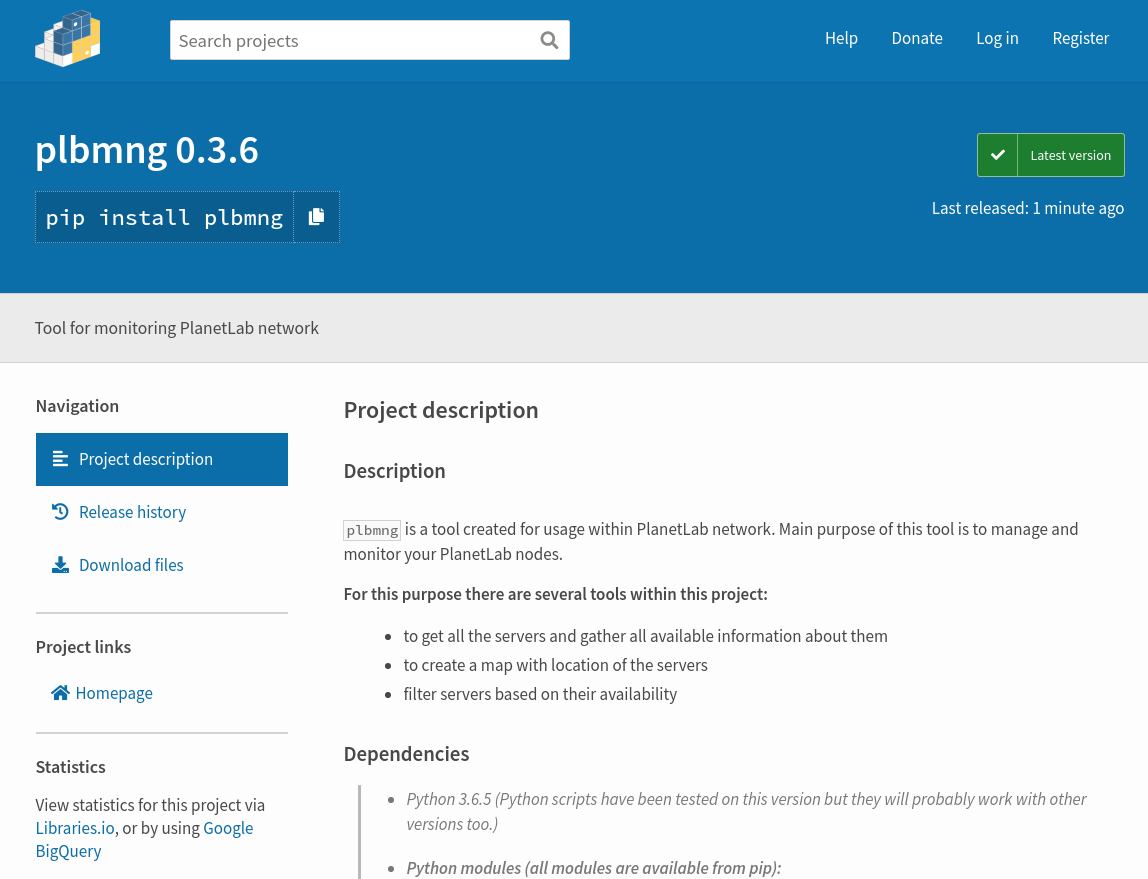 Search projects
Help
Donate
Log in
Register
plbmng 0.3.6
pip install plbmng
Latest version
Last released: 1 minute ago
Tool for monitoring PlanetLab network
Navigation
Project description
Release history
Download files
Project links
Homepage
Statistics
View statistics for this project via
Libraries.io, or by using Google
BigQuery
Project description
Description
plbmng is a tool created for usage within PlanetLab network. Main purpose of this tool is to manage and
monitor your PlanetLab nodes.
For this purpose there are several tools within this project:
• to get all the servers and gather all available information about them
• to create a map with location of the servers
• filter servers based on their availability
Dependencies
• Python 3.6.5 (Python scripts have been tested on this version but they will probably work with other
versions too.)
• Python modules (all modules are available from pip):